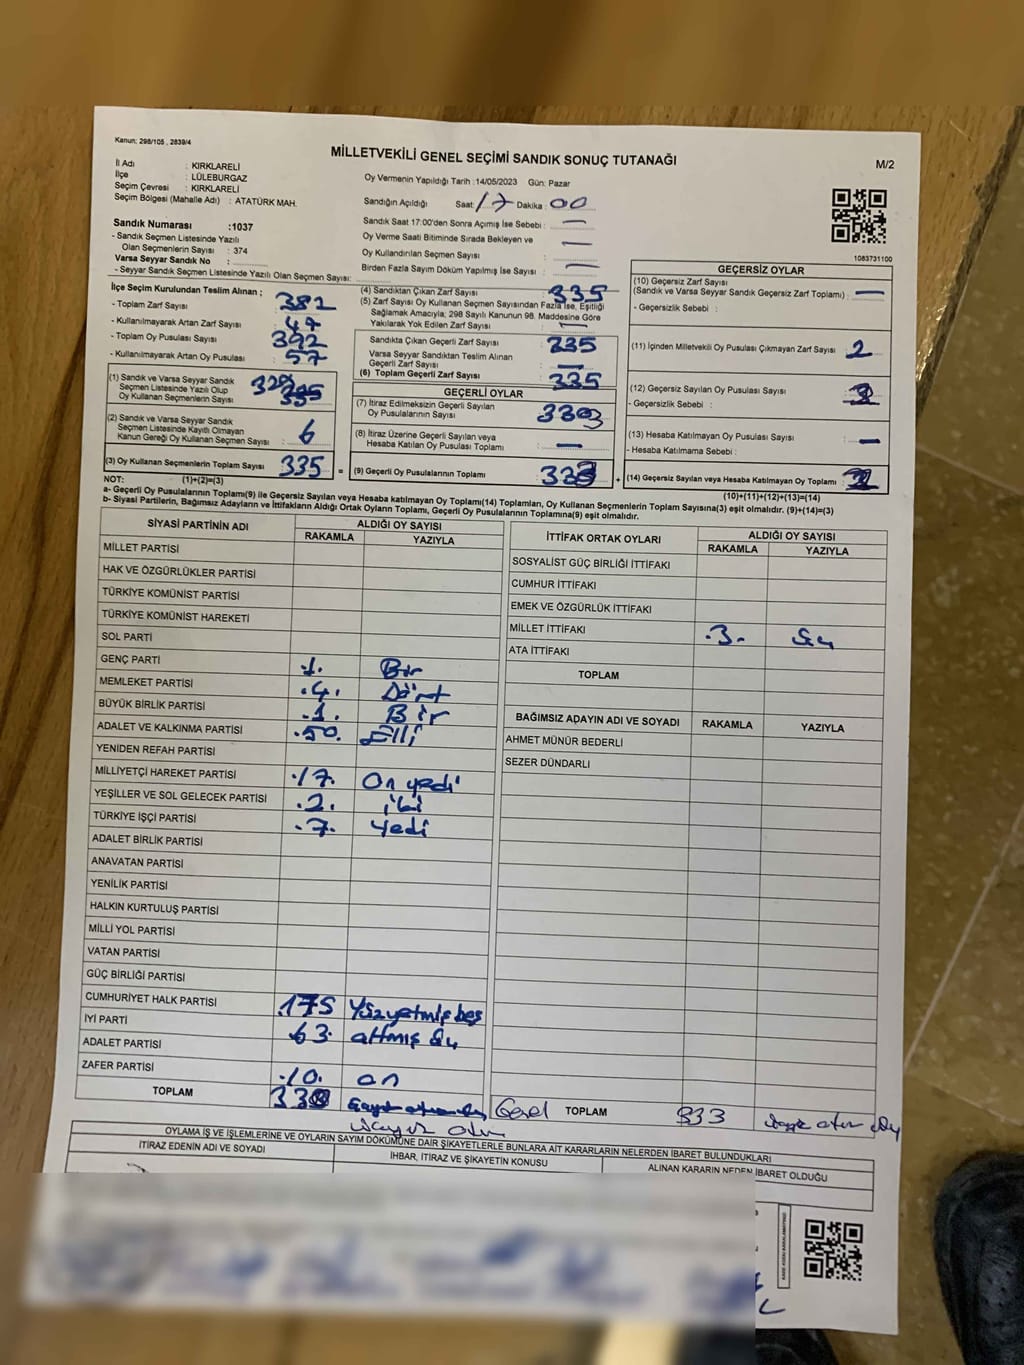 Kanun: 298/105 , 2839/4
MİLLETVEKİLİ GENEL SEÇİMİ SANDIK SONUÇ TUTANAĞI
M/2
İl Adı : KIRKLARELİ
İlçe : LÜLEBURGAZ
Seçim Çevresi : KIRKLARELİ
Seçim Bölgesi (Mahalle Adı) : ATATÜRK MAH.
Oy Vermenin Yapıldığı Tarih :14/05/2023 Gün: Pazar
Sandığın Açıldığı Saat: 17 Dakika: 00
Sandık Saat 17:00'den Sonra Açımış İse Sebebi : —
Oy Verme Saati Bitiminde Sırada Bekleyen ve
Oy Kullandırılan Seçmen Sayısı : —
Birden Fazla Sayım Döküm Yapılmış İse Sayısı : —
1083731100
Sandık Numarası :1037
- Sandık Seçmen Listesinde Yazılı
Olan Seçmenlerin Sayısı : 374
Varsa Seyyar Sandık No :
- Seyyar Sandık Seçmen Listesinde Yazılı Olan Seçmen Sayısı:
İlçe Seçim Kurulundan Teslim Alınan ;
- Toplam Zarf Sayısı : 382
- Kullanılmayarak Artan Zarf Sayısı : 47
- Toplam Oy Pusulası Sayısı : 392
- Kullanılmayarak Artan Oy Pusulası : 57
(1) Sandık ve Varsa Seyyar Sandık
Seçmen Listesinde Yazılı Olup
Oy Kullanan Seçmenlerin Sayısı : 329
(2) Sandık ve Varsa Seyyar Sandık
Seçmen Listesinde Kayıtlı Olmayan
Kanun Gereği Oy Kullanan Seçmen Sayısı : 6
(3) Oy Kullanan Seçmenlerin Toplam Sayısı : 335
(4) Sandıktan Çıkan Zarf Sayısı : 335
(5) Zarf Sayısı Oy Kullanan Seçmen Sayısından Fazla İse, Eşitliği
Sağlamak Amacıyla; 298 Sayılı Kanunun 98. Maddesine Göre
Yakılarak Yok Edilen Zarf Sayısı : —
Sandıkta Çıkan Geçerli Zarf Sayısı : 335
Varsa Seyyar Sandıktan Teslim Alınan
Geçerli Zarf Sayısı : —
(6) Toplam Geçerli Zarf Sayısı : 335
GEÇERLİ OYLAR
(7) İtiraz Edilmeksizin Geçerli Sayılan
Oy Pusulalarının Sayısı :
(8) İtiraz Üzerine Geçerli Sayılan veya
Hesaba Katılan Oy Pusulası Toplamı : —
= (9) Geçerli Oy Pusulalarının Toplamı : 333
GEÇERSİZ OYLAR
(10) Geçersiz Zarf Sayısı
(Sandık ve Varsa Seyyar Sandık Geçersiz Zarf Toplamı) : —
- Geçersizlik Sebebi :
(11) İçinden Milletvekili Oy Pusulası Çıkmayan Zarf Sayısı : 2
(12) Geçersiz Sayılan Oy Pusulası Sayısı :
- Geçersizlik Sebebi :
(13) Hesaba Katılmayan Oy Pusulası Sayısı : —
- Hesaba Katılmama Sebebi :
+ (14) Geçersiz Sayılan veya Hesaba Katılmayan Oy Toplamı :
(10)+(11)+(12)+(13)=(14)
NOT: (1)+(2)=(3)
a- Geçerli Oy Pusulalarının Toplamı(9) ile Geçersiz Sayılan veya Hesaba katılmayan Oy Toplamı(14) Toplamları, Oy Kullanan Seçmenlerin Toplam Sayısına(3) eşit olmalıdır. (9)+(14)=(3)
b- Siyasi Partilerin, Bağımsız Adayların ve İttifakların Aldığı Ortak Oyların Toplamı, Geçerli Oy Pusulalarının Toplamına(9) eşit olmalıdır.
SİYASİ PARTİNİN ADI ALDIĞI OY SAYISI
RAKAMLA YAZIYLA
MİLLET PARTİSİ
HAK VE ÖZGÜRLÜKLER PARTİSİ
TÜRKİYE KOMÜNİST PARTİSİ
TÜRKİYE KOMÜNİST HAREKETİ
SOL PARTİ
GENÇ PARTİ .1. Bir
MEMLEKET PARTİSİ .4. Dört
BÜYÜK BİRLİK PARTİSİ .1. Bir
ADALET VE KALKINMA PARTİSİ .50. Elli
YENİDEN REFAH PARTİSİ
MİLLİYETÇİ HAREKET PARTİSİ .17. On yedi
YEŞİLLER VE SOL GELECEK PARTİSİ .2. iki
TÜRKİYE İŞÇİ PARTİSİ .7. yedi
ADALET BİRLİK PARTİSİ
ANAVATAN PARTİSİ
YENİLİK PARTİSİ
HALKIN KURTULUŞ PARTİSİ
MİLLİ YOL PARTİSİ
VATAN PARTİSİ
GÜÇ BİRLİĞİ PARTİSİ
CUMHURİYET HALK PARTİSİ .175 Yüzyetmiş beş
İYİ PARTİ 63. altmış üç
ADALET PARTİSİ
ZAFER PARTİSİ .10. on
TOPLAM
İTTİFAK ORTAK OYLARI ALDIĞI OY SAYISI
RAKAMLA YAZIYLA
SOSYALİST GÜÇ BİRLİĞİ İTTİFAKI
CUMHUR İTTİFAKI
EMEK VE ÖZGÜRLÜK İTTİFAKI
MİLLET İTTİFAKI .3. üç
ATA İTTİFAKI
TOPLAM
BAĞIMSIZ ADAYIN ADI VE SOYADI RAKAMLA YAZIYLA
AHMET MÜNÜR BEDERLİ
SEZER DÜNDARLI
Genel TOPLAM 333
OYLAMA İŞ VE İŞLEMLERİNE VE OYLARIN SAYIM DÖKÜMÜNE DAİR ŞİKAYETLERLE BUNLARA AİT KARARLARIN NELERDEN İBARET BULUNDUKLARI
İTİRAZ EDENİN ADI VE SOYADI İHBAR, İTİRAZ VE ŞİKAYETİN KONUSU ALINAN KARARIN NEDEN İBARET OLDUĞU